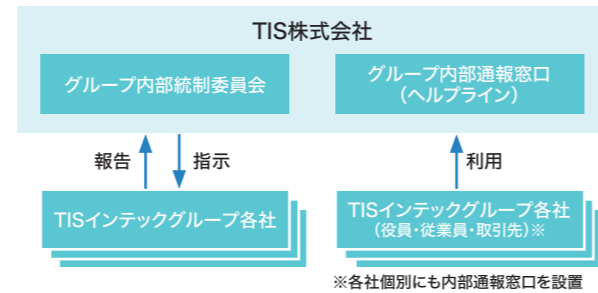 TIS株式会社
グループ内部統制委員会
グループ内部通報窓口
（ヘルプライン）
報告
指示
利用
TISインテックグループ各社
TISインテックグループ各社
（役員・従業員・取引先）※
※各社個別にも内部通報窓口を設置